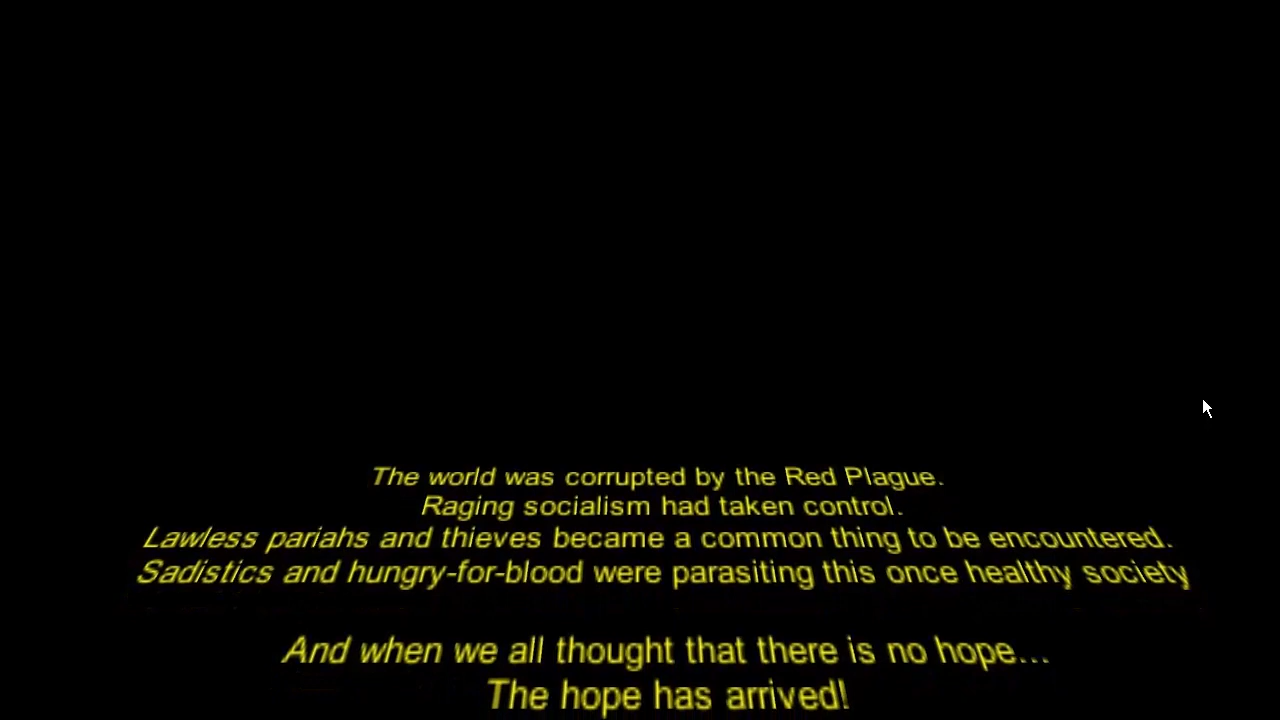 The world was corrupted by the Red Plague.
Raging socialism had taken control.
Lawless pariahs and thieves became a common thing to be encountered.
Sadistics and hungry-for-blood were parasiting this once healthy society
And when we all thought that there is no hope...
The hope has arrived!